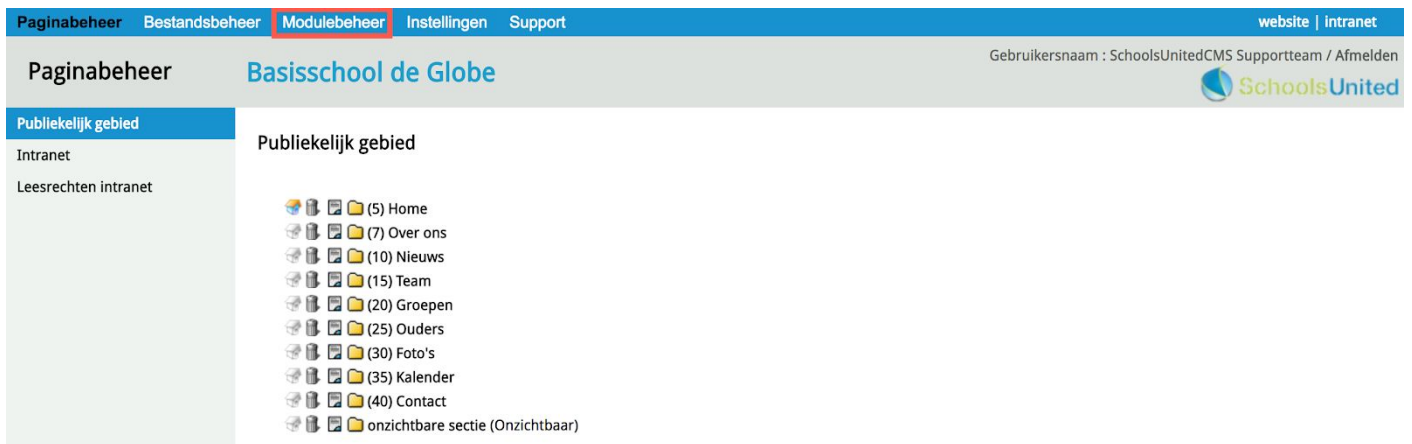 Paginabeheer Bestandsbeheer Modulebeheer Instellingen Support website | intranet
Paginabeheer Basisschool de Globe Gebruikersnaam : SchoolsUnitedCMS Supportteam / Afmelden
SchoolsUnited
Publiekelijk gebied
Intranet
Leesrechten intranet
Publiekelijk gebied
(5) Home
(7) Over ons
(10) Nieuws
(15) Team
(20) Groepen
(25) Ouders
(30) Foto's
(35) Kalender
(40) Contact
onzichtbare sectie (Onzichtbaar)